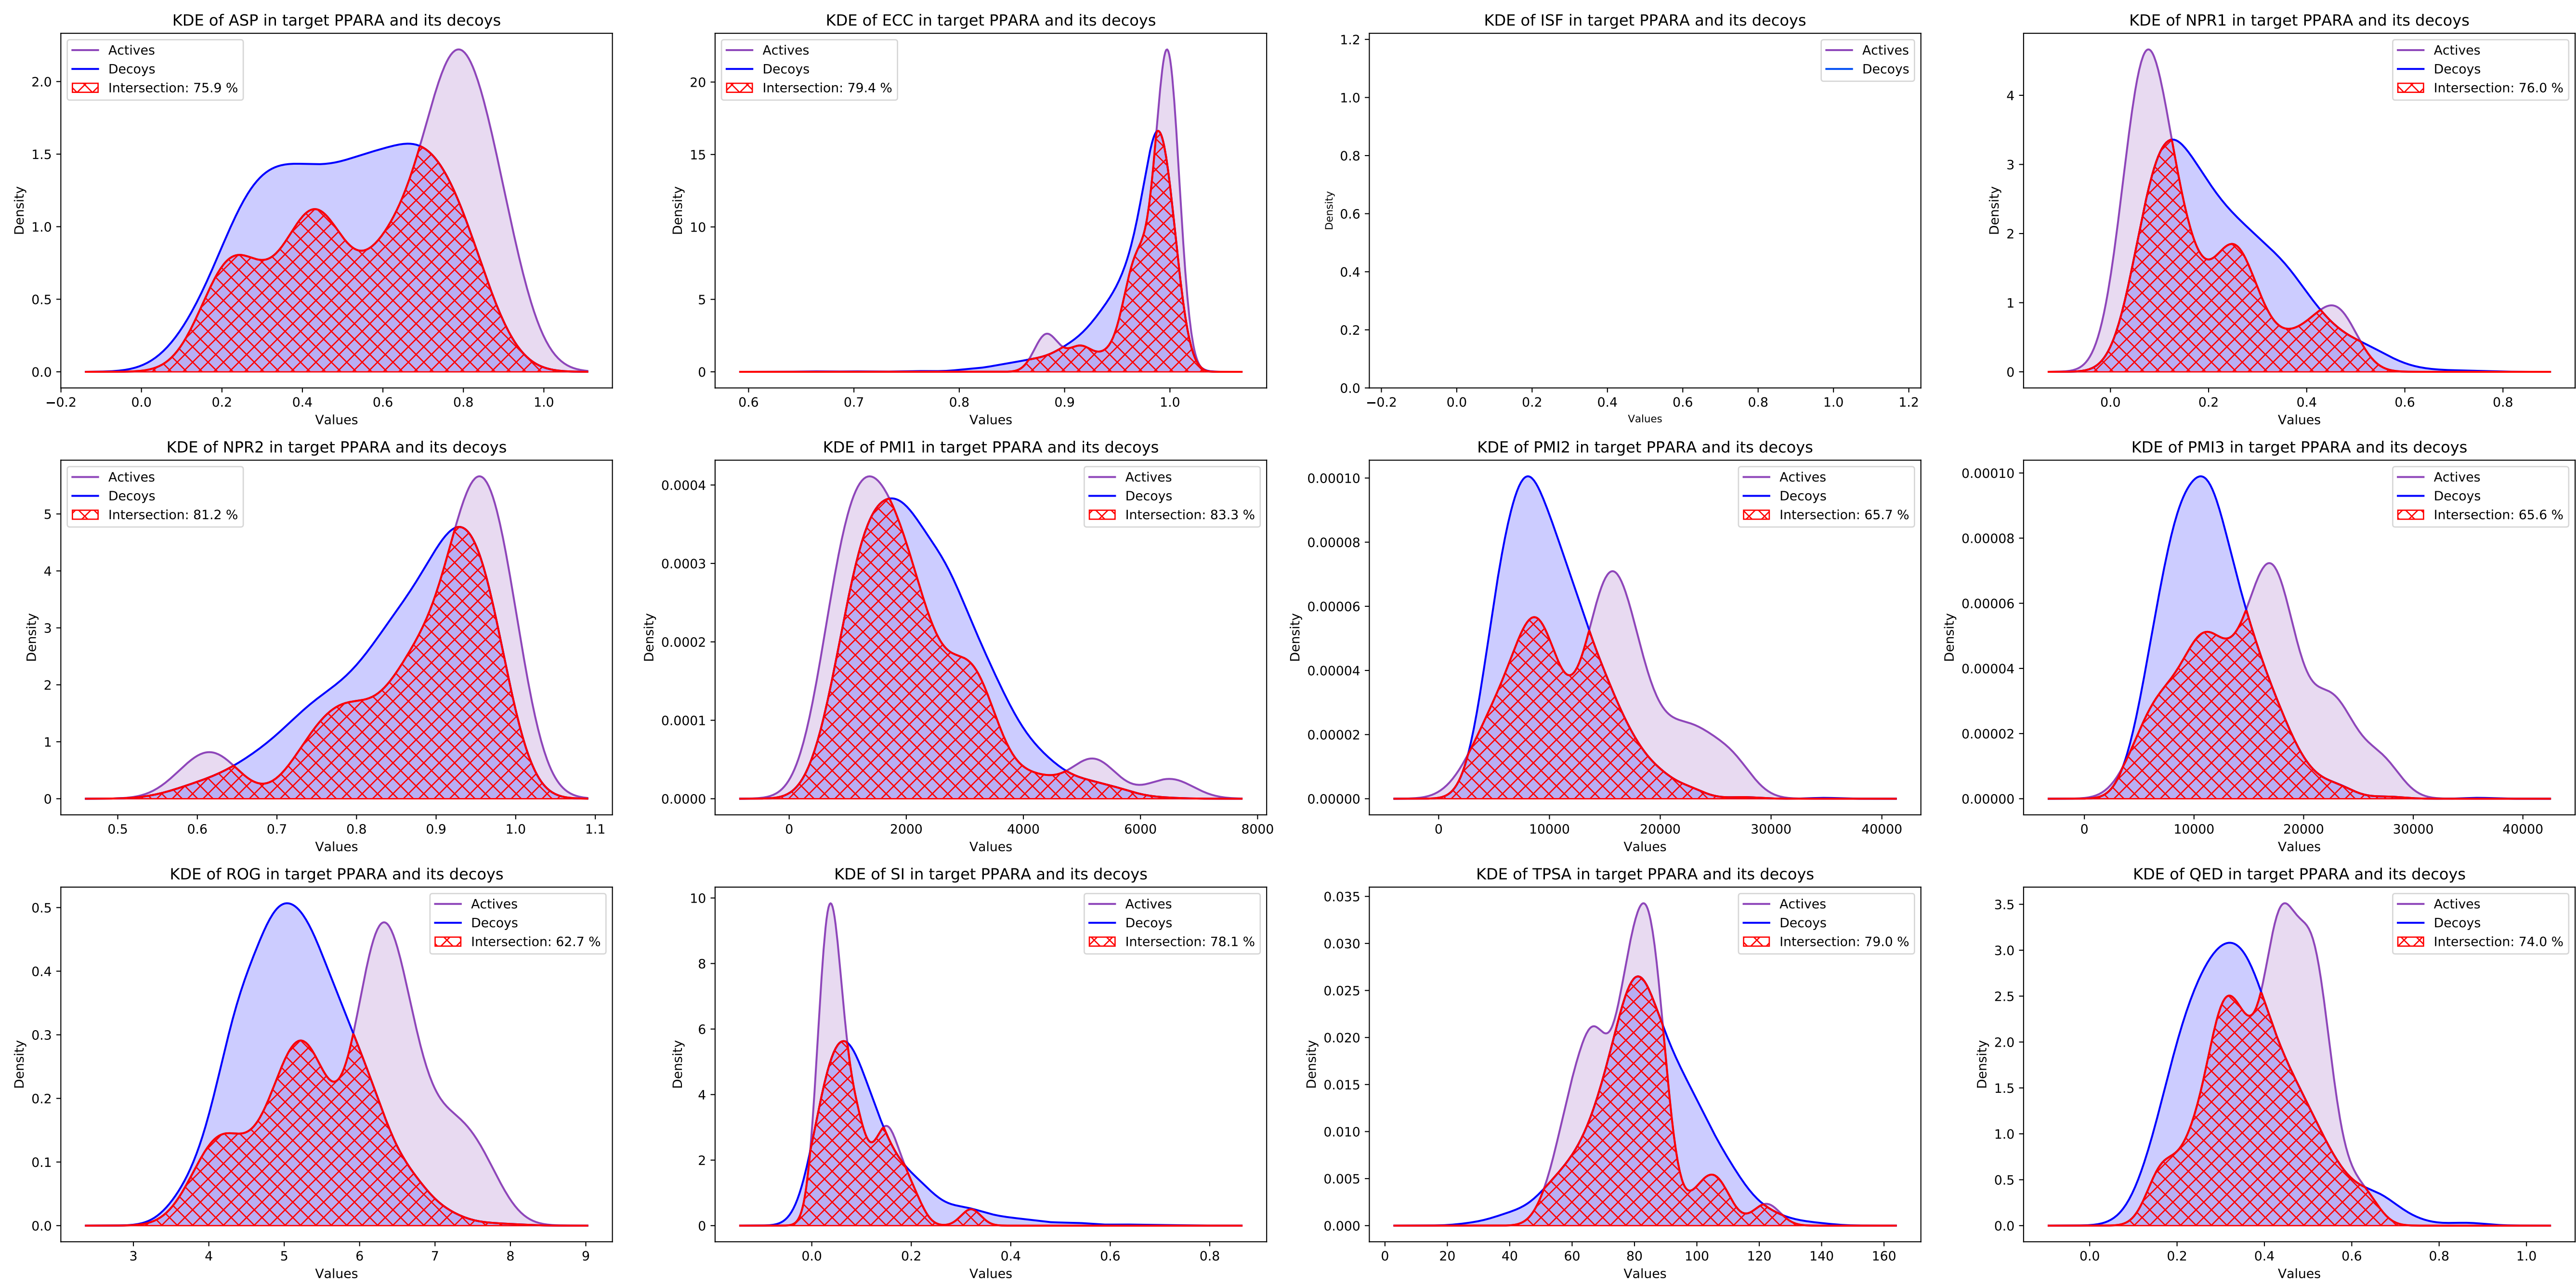 KDE of ASP in target PPARA and its decoys
Actives
Decoys
Intersection: 75.9 %
Density
2.0
1.5
1.0
0.5
0.0
−0.2 0.0 0.2 0.4 0.6 0.8 1.0
Values
KDE of ECC in target PPARA and its decoys
Actives
Decoys
Intersection: 79.4 %
Density
20
15
10
5
0
0.6 0.7 0.8 0.9 1.0
Values
KDE of ISF in target PPARA and its decoys
Actives
Decoys
Density
1.2
1.0
0.8
0.6
0.4
0.2
0.0
−0.2 0.0 0.2 0.4 0.6 0.8 1.0 1.2
Values
KDE of NPR1 in target PPARA and its decoys
Actives
Decoys
Intersection: 76.0 %
Density
4
3
2
1
0
0.0 0.2 0.4 0.6 0.8
Values
KDE of NPR2 in target PPARA and its decoys
Actives
Decoys
Intersection: 81.2 %
Density
5
4
3
2
1
0
0.5 0.6 0.7 0.8 0.9 1.0 1.1
Values
KDE of PMI1 in target PPARA and its decoys
Actives
Decoys
Intersection: 83.3 %
Density
0.0004
0.0003
0.0002
0.0001
0.0000
0 2000 4000 6000 8000
Values
KDE of PMI2 in target PPARA and its decoys
Actives
Decoys
Intersection: 65.7 %
Density
0.00010
0.00008
0.00006
0.00004
0.00002
0.00000
0 10000 20000 30000 40000
Values
KDE of PMI3 in target PPARA and its decoys
Actives
Decoys
Intersection: 65.6 %
Density
0.00010
0.00008
0.00006
0.00004
0.00002
0.00000
0 10000 20000 30000 40000
Values
KDE of ROG in target PPARA and its decoys
Actives
Decoys
Intersection: 62.7 %
Density
0.5
0.4
0.3
0.2
0.1
0.0
3 4 5 6 7 8 9
Values
KDE of SI in target PPARA and its decoys
Actives
Decoys
Intersection: 78.1 %
Density
10
8
6
4
2
0
0.0 0.2 0.4 0.6 0.8
Values
KDE of TPSA in target PPARA and its decoys
Actives
Decoys
Intersection: 79.0 %
Density
0.035
0.030
0.025
0.020
0.015
0.010
0.005
0.000
0 20 40 60 80 100 120 140 160
Values
KDE of QED in target PPARA and its decoys
Actives
Decoys
Intersection: 74.0 %
Density
3.5
3.0
2.5
2.0
1.5
1.0
0.5
0.0
0.0 0.2 0.4 0.6 0.8 1.0
Values